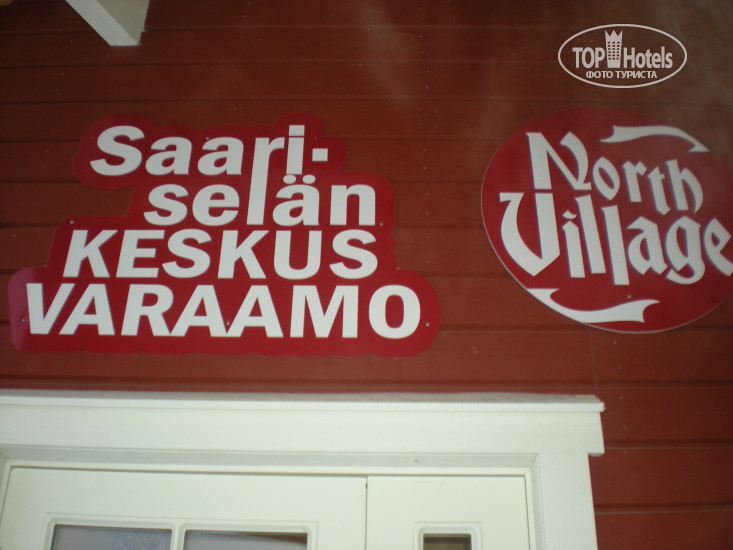 Saari-
selän
KESKUS
VARAAMO
North
Village
TOP Hotels
ФОТО ТУРИСТА